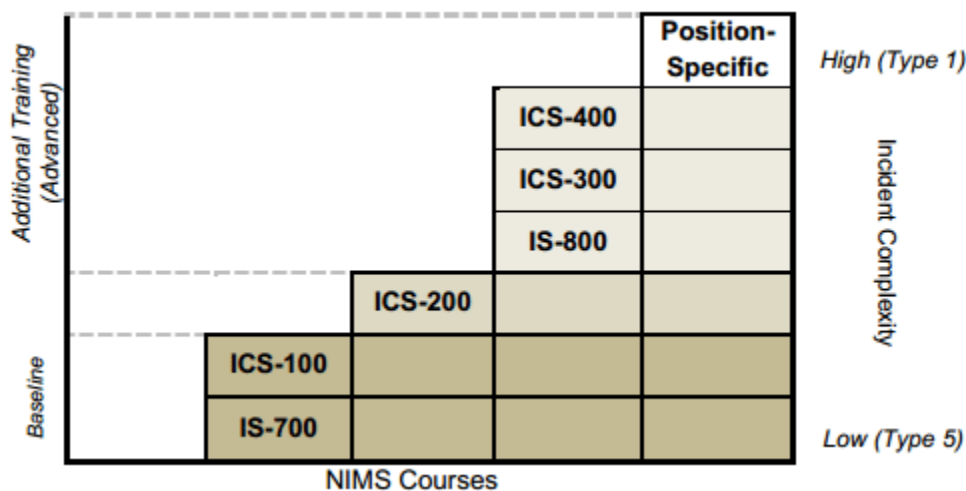 Additional Training
(Advanced)
Baseline
Position-
Specific
ICS-400
ICS-300
IS-800
ICS-200
ICS-100
IS-700
High (Type 1)
Incident Complexity
Low (Type 5)
NIMS Courses